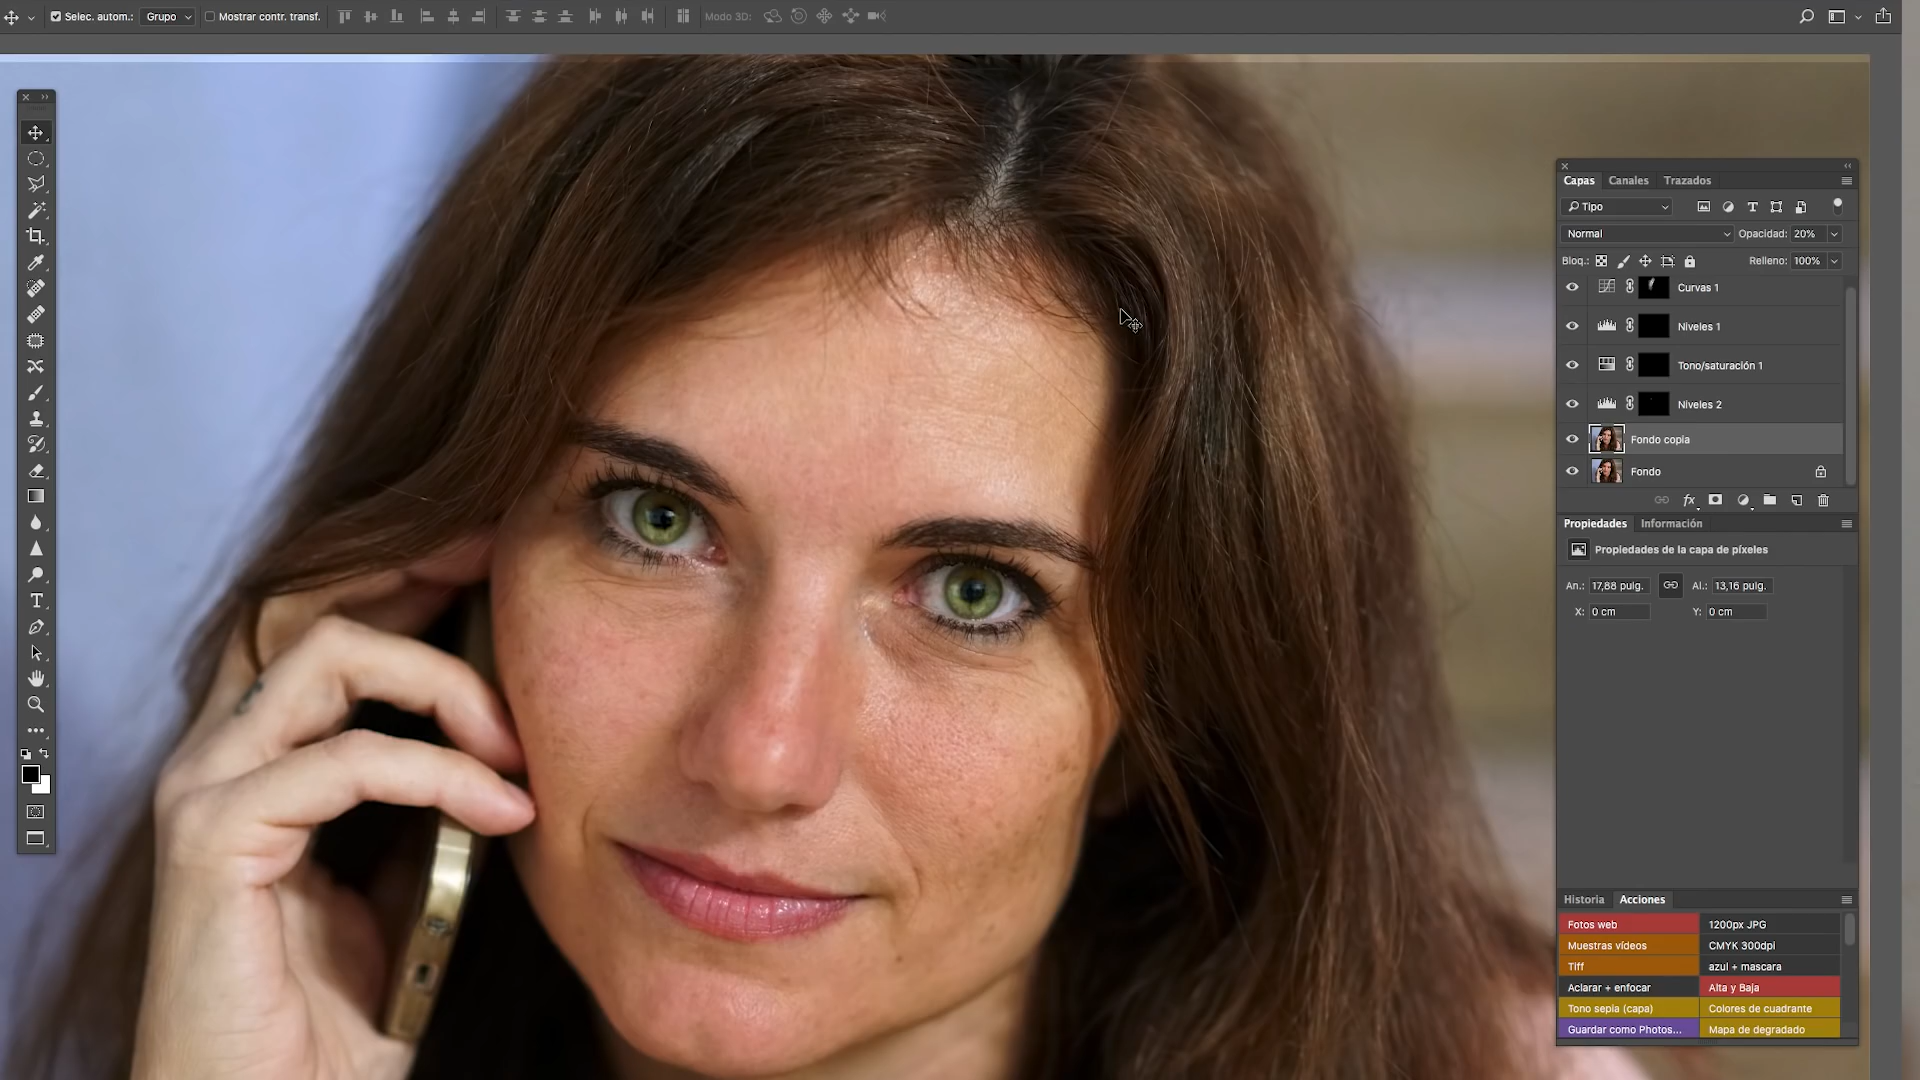 Selec. autom.: Grupo Mostrar contr. transf. Modo 3D:
Capas Canales Trazados
Tipo
Normal Opacidad: 20%
Bloq.: Relleno: 100%
Curvas 1
Niveles 1
Tono/saturación 1
Niveles 2
Fondo copia
Fondo
fx
Propiedades Información
Propiedades de la capa de píxeles
An.: 17,88 pulg. Al.: 13,16 pulg.
X: 0 cm Y: 0 cm
Historia Acciones
Fotos web 1200px JPG
Muestras vídeos CMYK 300dpi
Tiff azul + mascara
Aclarar + enfocar Alta y Baja
Tono sepia (capa) Colores de cuadrante
Guardar como Photos... Mapa de degradado